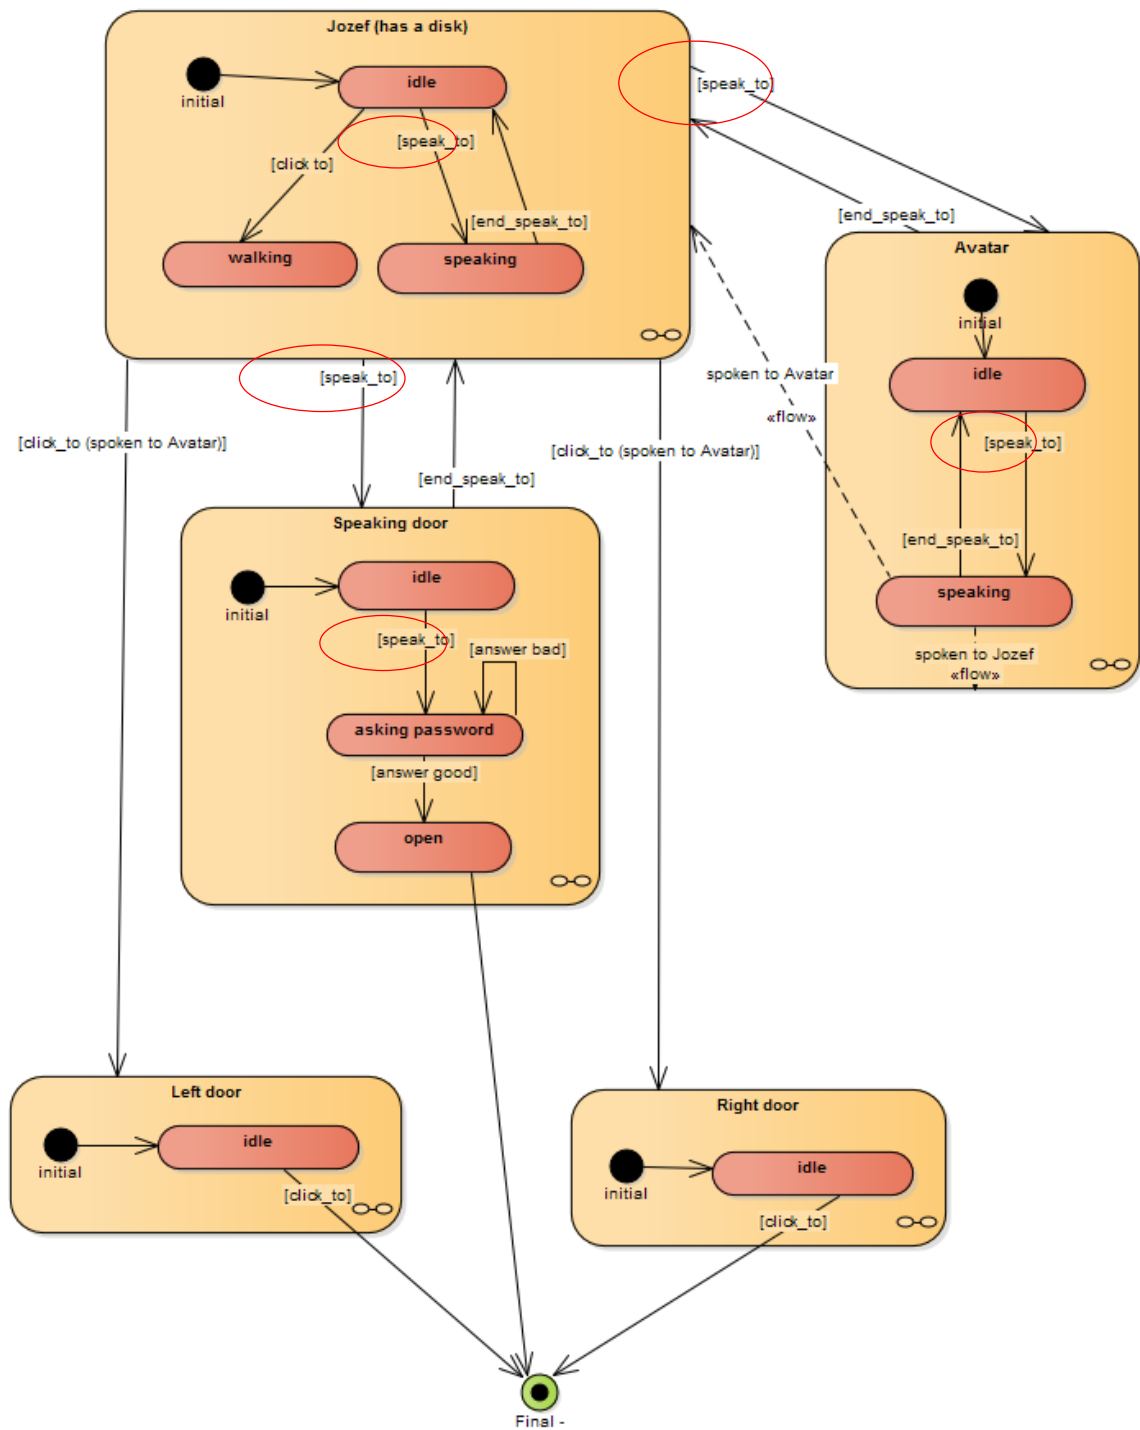 Jozef (has a disk)
initial
idle
[click to]
[speak_to]
[end_speak_to]
walking
speaking
[speak_to]
[end_speak_to]
Avatar
initial
idle
[speak_to]
[end_speak_to]
speaking
spoken to Jozef
«flow»
spoken to Avatar
«flow»
[click_to (spoken to Avatar)]
[speak_to]
[end_speak_to]
[click_to (spoken to Avatar)]
Speaking door
initial
idle
[speak_to]
[answer bad]
asking password
[answer good]
open
Left door
initial
idle
[click_to]
Right door
initial
idle
[click_to]
Final -